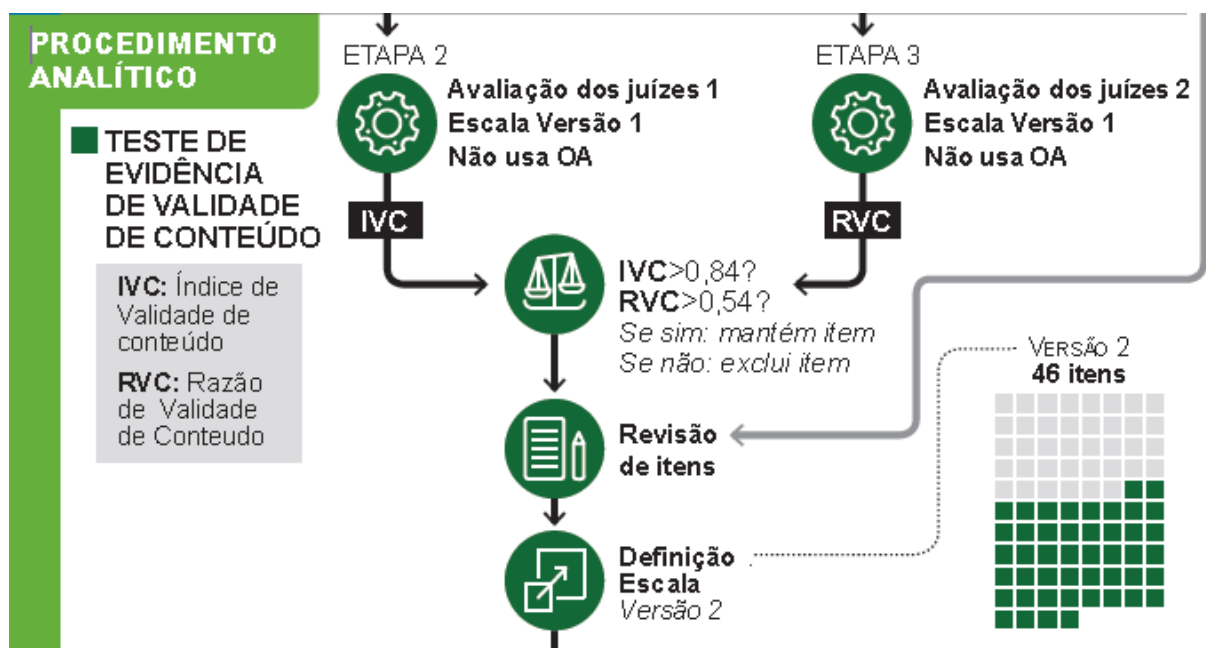 PROCEDIMENTO
ANALÍTICO
TESTE DE
EVIDÊNCIA
DE VALIDADE
DE CONTEÚDO
IVC: Índice de
Validade de
conteúdo
RVC: Razão
de Validade
de Conteudo
ETAPA 2
Avaliação dos juízes 1
Escala Versão 1
Não usa OA
IVC
ETAPA 3
Avaliação dos juízes 2
Escala Versão 1
Não usa OA
RVC
IVC>0,84?
RVC>0,54?
Se sim: mantém item
Se não: exclui item
Revisão
de itens
Definição
Escala
Versão 2
VERSÃO 2
46 itens